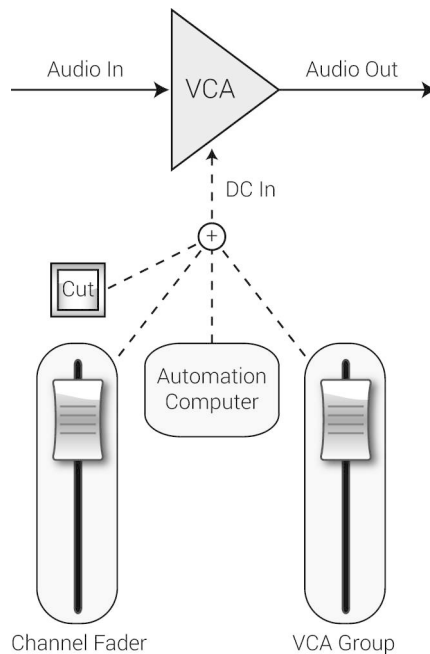 Audio In
VCA
Audio Out
DC In
+
Cut
Automation
Computer
Channel Fader
VCA Group